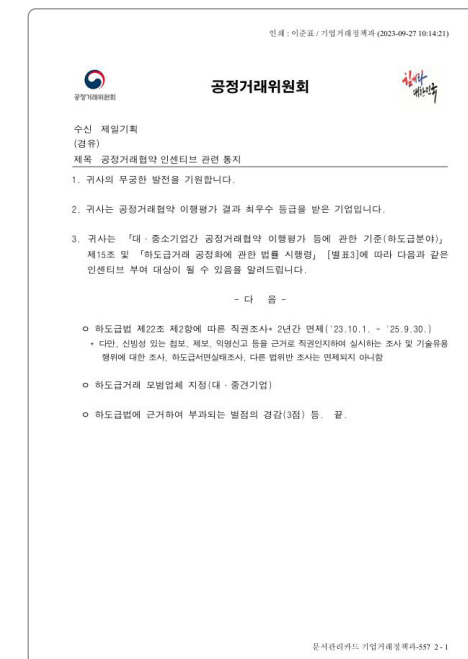 인쇄 : 이준표 / 기업거래정책과 (2023-09-27 10:14:21)
공정거래위원회
공정거래위원회
힘내라
대한민국
수신 제일기획
(경유)
제목 공정거래협약 인센티브 관련 통지
1. 귀사의 무궁한 발전을 기원합니다.
2. 귀사는 공정거래협약 이행평가 결과 최우수 등급을 받은 기업입니다.
3. 귀사는 「대·중소기업간 공정거래협약 이행평가 등에 관한 기준(하도급분야)」
제15조 및 「하도급거래 공정화에 관한 법률 시행령」 [별표3]에 따라 다음과 같은
인센티브 부여 대상이 될 수 있음을 알려드립니다.
- 다 음 -
ㅇ 하도급법 제22조 제2항에 따른 직권조사* 2년간 면제('23.10.1. - '25.9.30.)
* 다만, 신빙성 있는 첩보, 제보, 익명신고 등을 근거로 직권인지하여 실시하는 조사 및 기술유용
행위에 대한 조사, 하도급서면실태조사, 다른 법위반 조사는 면제되지 아니함
ㅇ 하도급거래 모범업체 지정(대·중견기업)
ㅇ 하도급법에 근거하여 부과되는 벌점의 경감(3점) 등. 끝.
문서관리카드 기업거래정책과-557 2 - 1